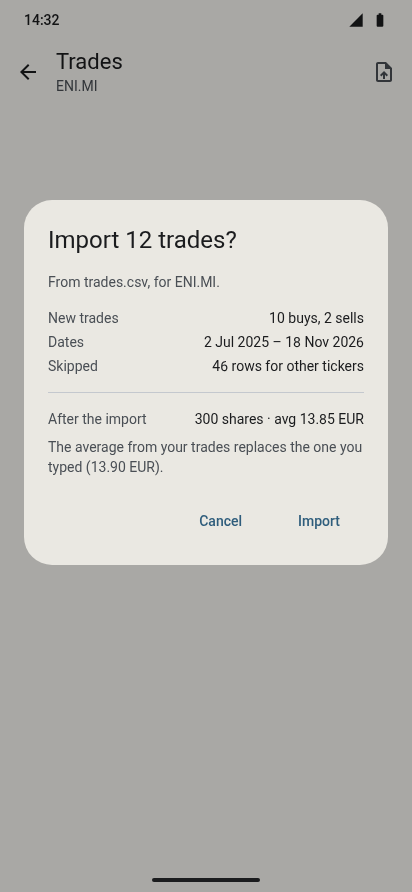 14:32
Trades
ENI.MI
Import 12 trades?
From trades.csv, for ENI.MI.
New trades 10 buys, 2 sells
Dates 2 Jul 2025 – 18 Nov 2026
Skipped 46 rows for other tickers
After the import 300 shares · avg 13.85 EUR
The average from your trades replaces the one you
typed (13.90 EUR).
Cancel Import